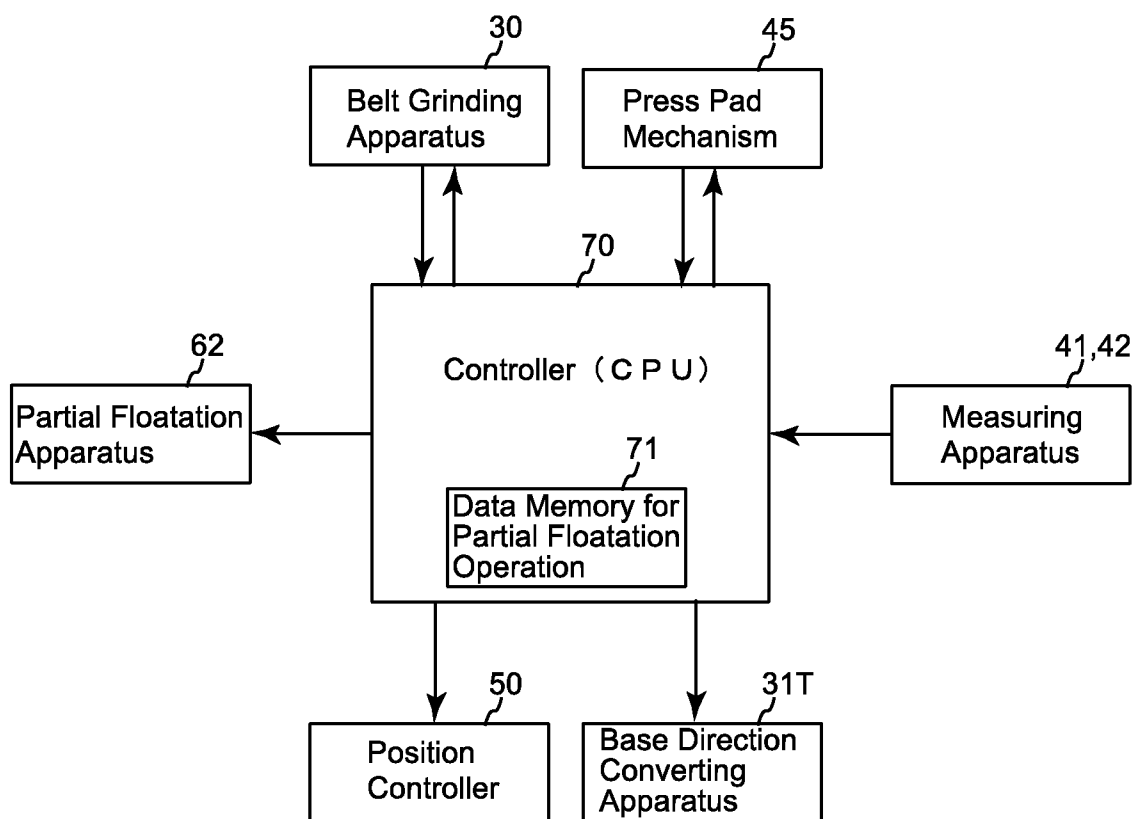 30
45
Belt Grinding
Apparatus
Press Pad
Mechanism
70
62
41,42
Controller（ＣＰＵ）
Partial Floatation
Apparatus
Measuring
Apparatus
71
Data Memory for
Partial Floatation
Operation
50
31T
Position
Controller
Base Direction
Converting
Apparatus